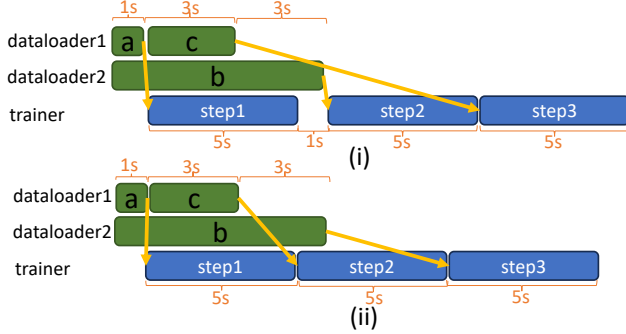 1s 3s 3s
dataloader1 a c
dataloader2 b
trainer step1 step2 step3
5s 1s 5s 5s
(i)
1s 3s 3s
dataloader1 a c
dataloader2 b
trainer step1 step2 step3
5s 5s 5s
(ii)